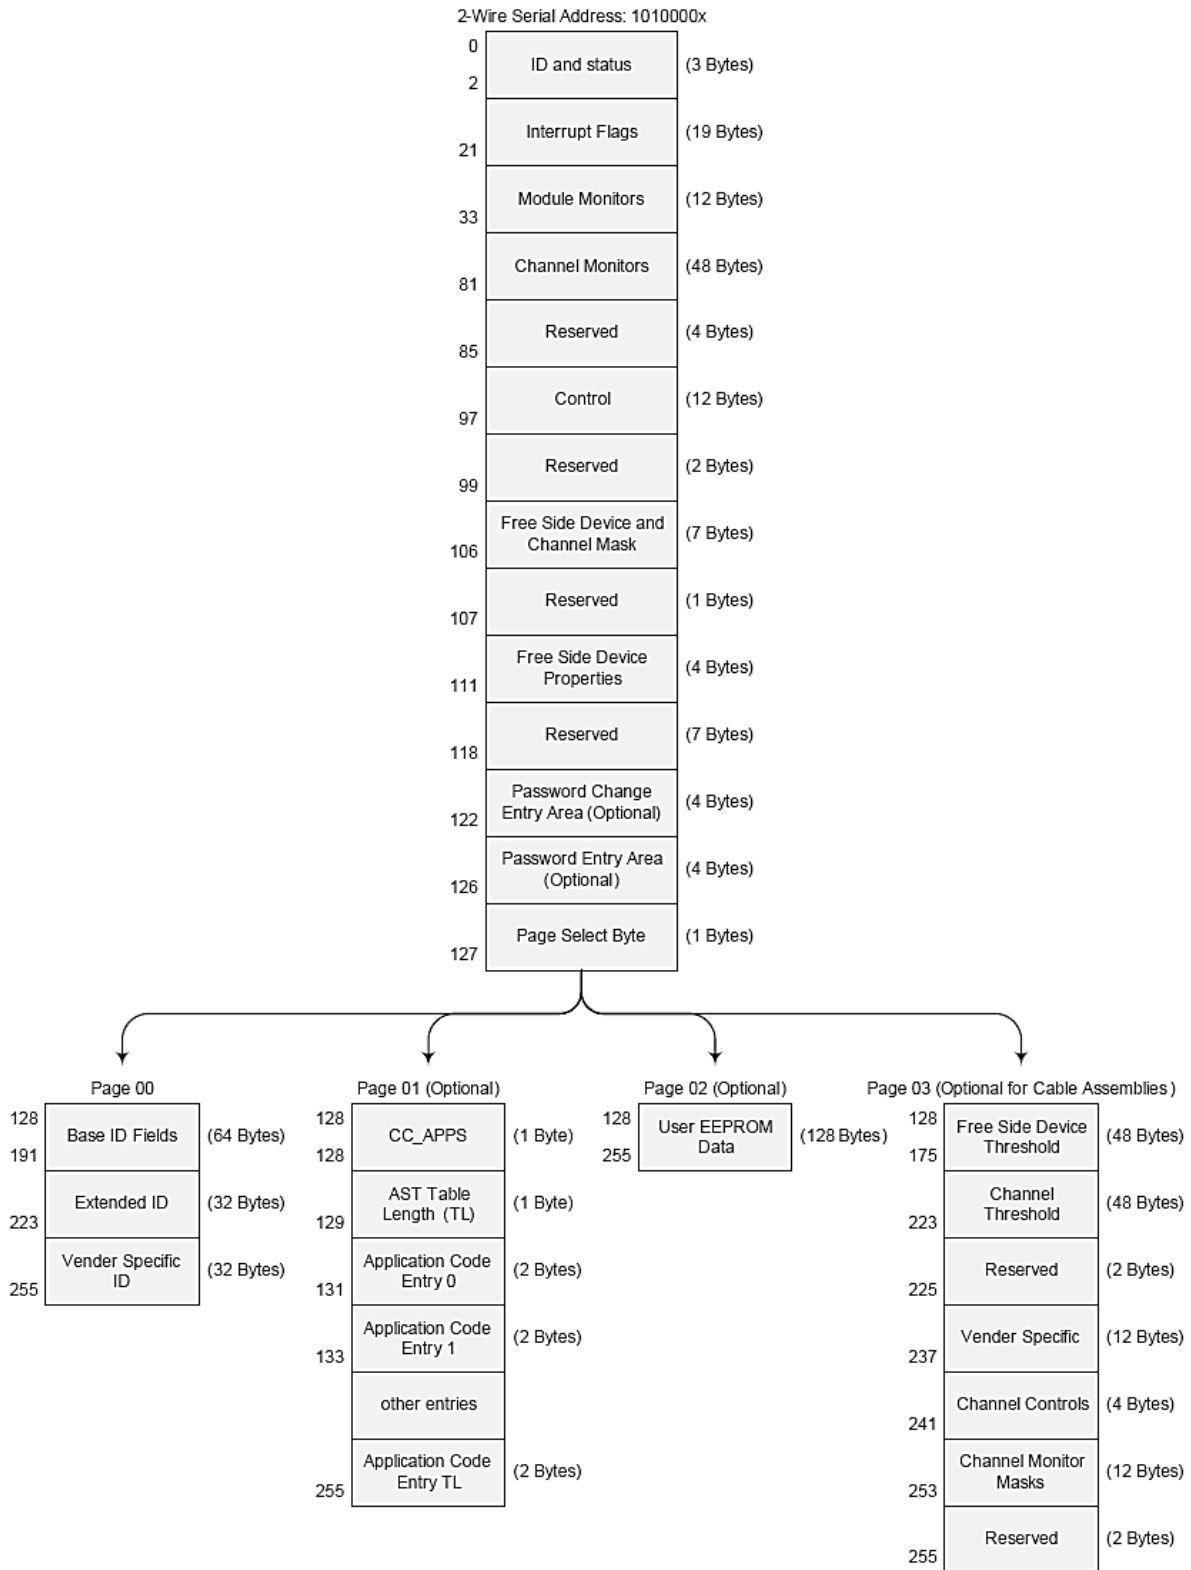 2-Wire Serial Address: 1010000x
0
ID and status
(3 Bytes)
2
Interrupt Flags
(19 Bytes)
21
Module Monitors
(12 Bytes)
33
Channel Monitors
(48 Bytes)
81
Reserved
(4 Bytes)
85
Control
(12 Bytes)
97
Reserved
(2 Bytes)
99
Free Side Device and
Channel Mask
(7 Bytes)
106
Reserved
(1 Bytes)
107
Free Side Device
Properties
(4 Bytes)
111
Reserved
(7 Bytes)
118
Password Change
Entry Area (Optional)
(4 Bytes)
122
Password Entry Area
(Optional)
(4 Bytes)
126
Page Select Byte
(1 Bytes)
127
Page 00
128
Base ID Fields
(64 Bytes)
191
Extended ID
(32 Bytes)
223
Vender Specific
ID
(32 Bytes)
255
Page 01 (Optional)
128
CC_APPS
(1 Byte)
128
AST Table
Length (TL)
(1 Byte)
129
Application Code
Entry 0
(2 Bytes)
131
Application Code
Entry 1
(2 Bytes)
133
other entries
Application Code
Entry TL
(2 Bytes)
255
Page 02 (Optional)
128
User EEPROM
Data
(128 Bytes)
255
Page 03 (Optional for Cable Assemblies)
128
Free Side Device
Threshold
(48 Bytes)
175
Channel
Threshold
(48 Bytes)
223
Reserved
(2 Bytes)
225
Vender Specific
(12 Bytes)
237
Channel Controls
(4 Bytes)
241
Channel Monitor
Masks
(12 Bytes)
253
Reserved
(2 Bytes)
255